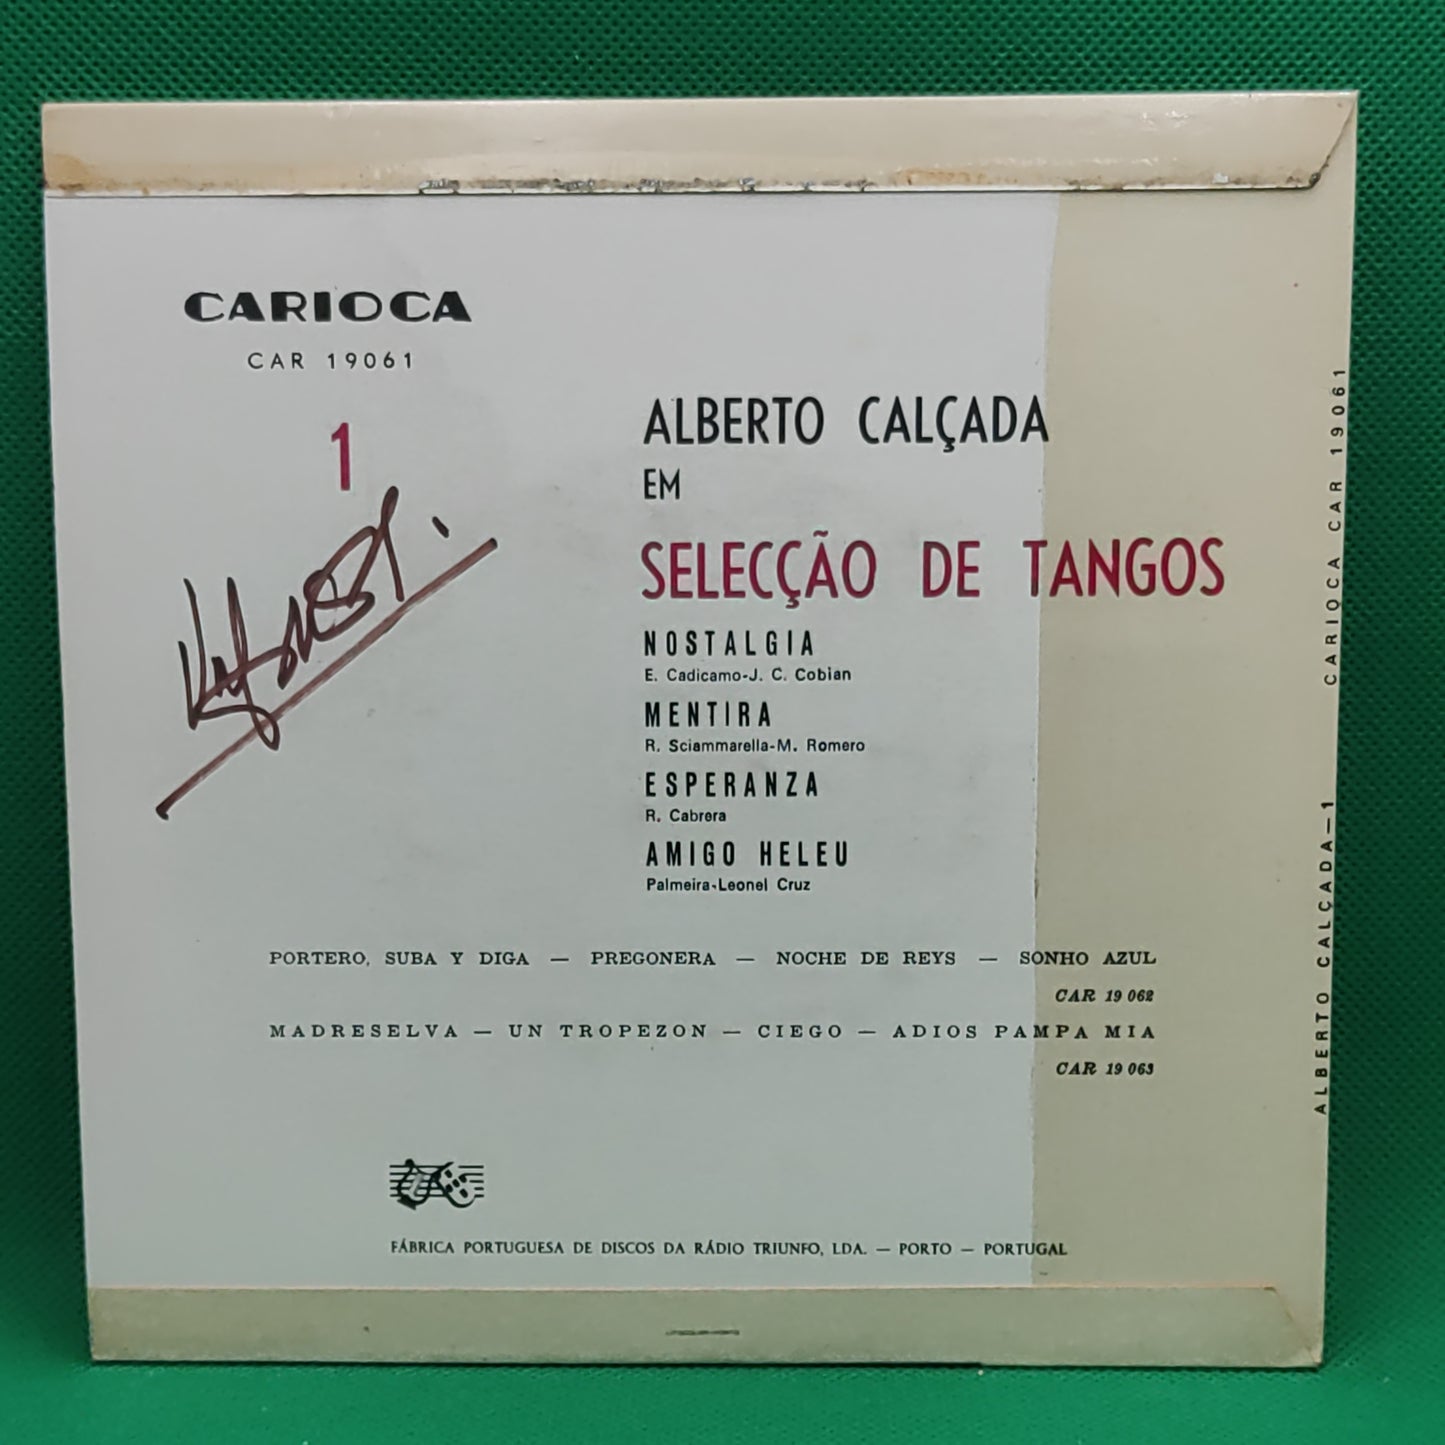 CARIOCA
CAR 19061
1
ALBERTO CALÇADA
EM
SELECÇÃO DE TANGOS
NOSTALGIA
E. Cadicamo-J. C. Cobian
MENTIRA
R. Sciammarella-M. Romero
ESPERANZA
R. Cabrera
AMIGO HELEU
Palmeira-Leonel Cruz
PORTERO, SUBA Y DIGA — PREGONERA — NOCHE DE REYS — SONHO AZUL
CAR 19 062
MADRESELVA — UN TROPEZON — CIEGO — ADIOS PAMPA MIA
CAR 19 063
FÁBRICA PORTUGUESA DE DISCOS DA RÁDIO TRIUNFO, LDA. — PORTO — PORTUGAL
ALBERTO CALÇADA—1 CARIOCA CAR 19061